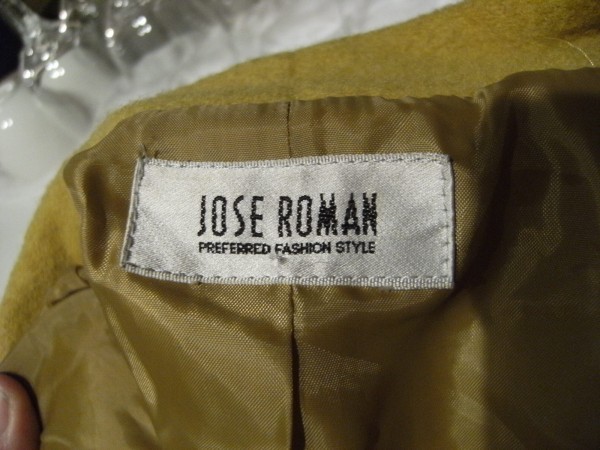 JOSE ROMAN
PREFERRED FASHION STYLE